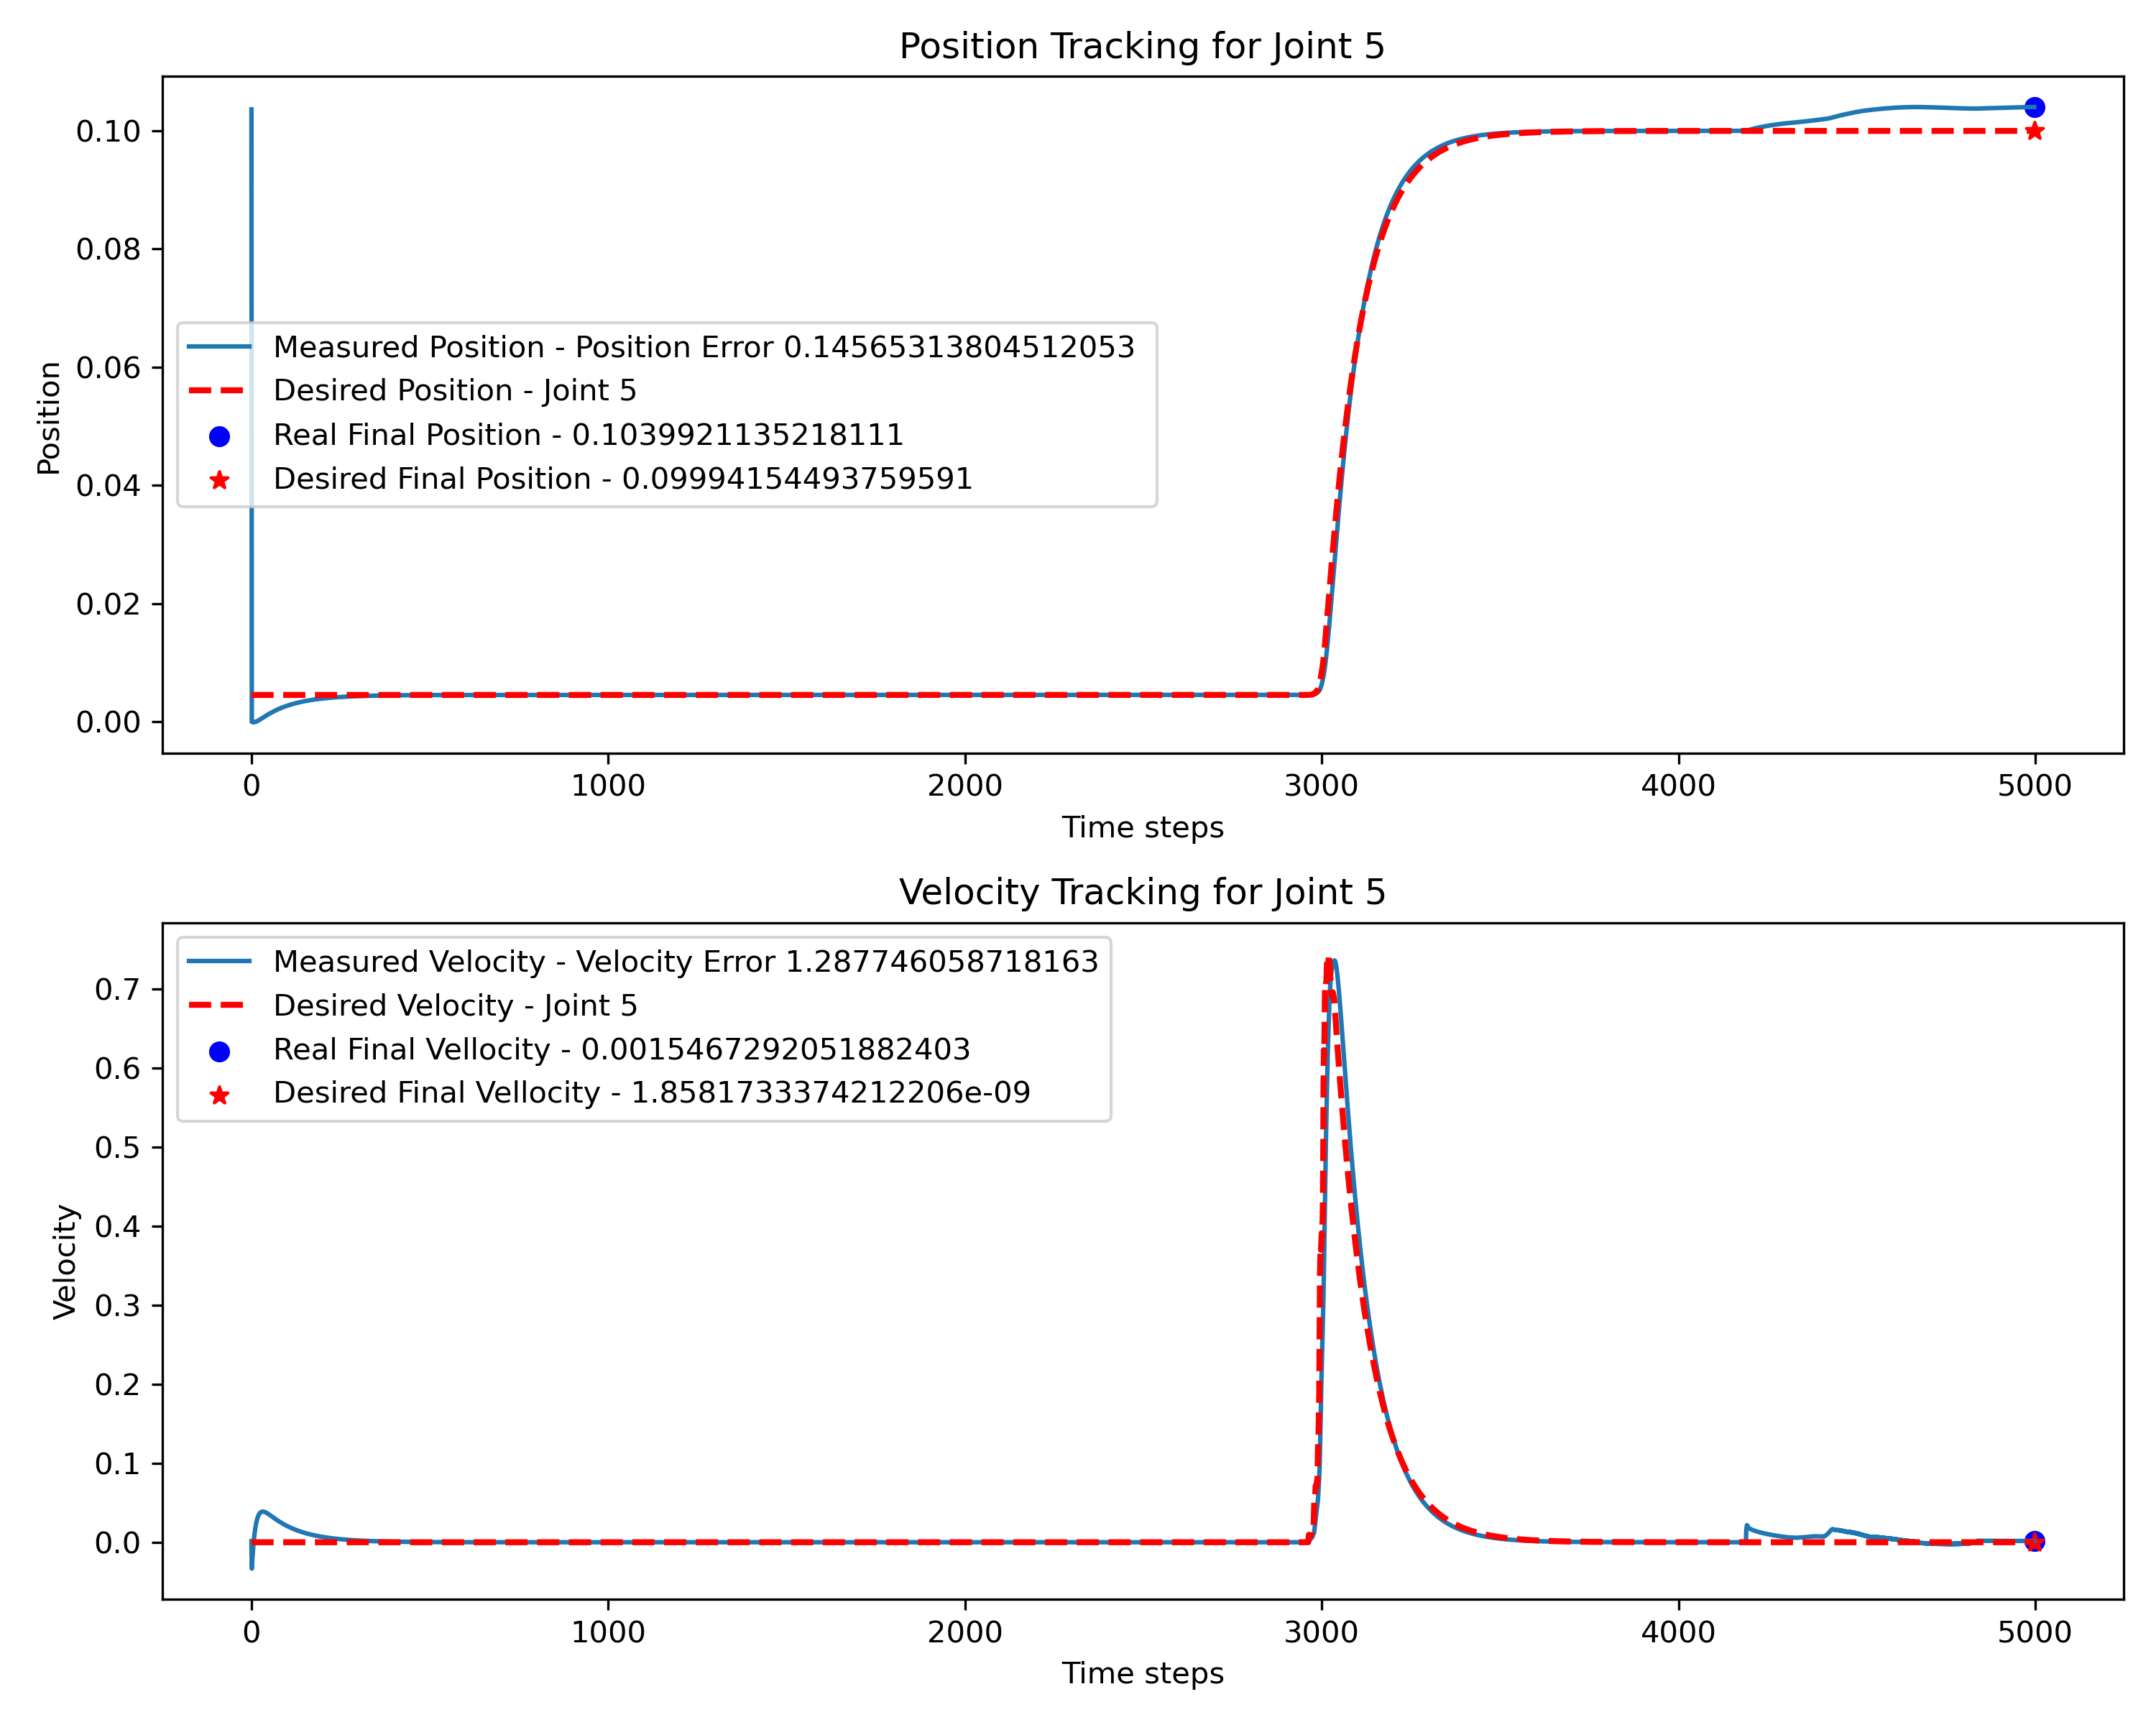 Position Tracking for Joint 5
0.10
0.08
0.06
0.04
0.02
0.00
Position
Measured Position - Position Error 0.14565313804512053
Desired Position - Joint 5
Real Final Position - 0.1039921135218111
Desired Final Position - 0.09994154493759591
0 1000 2000 3000 4000 5000
Time steps
Velocity Tracking for Joint 5
0.7
0.6
0.5
0.4
0.3
0.2
0.1
0.0
Velocity
Measured Velocity - Velocity Error 1.287746058718163
Desired Velocity - Joint 5
Real Final Vellocity - 0.0015467292051882403
Desired Final Vellocity - 1.8581733374212206e-09
0 1000 2000 3000 4000 5000
Time steps